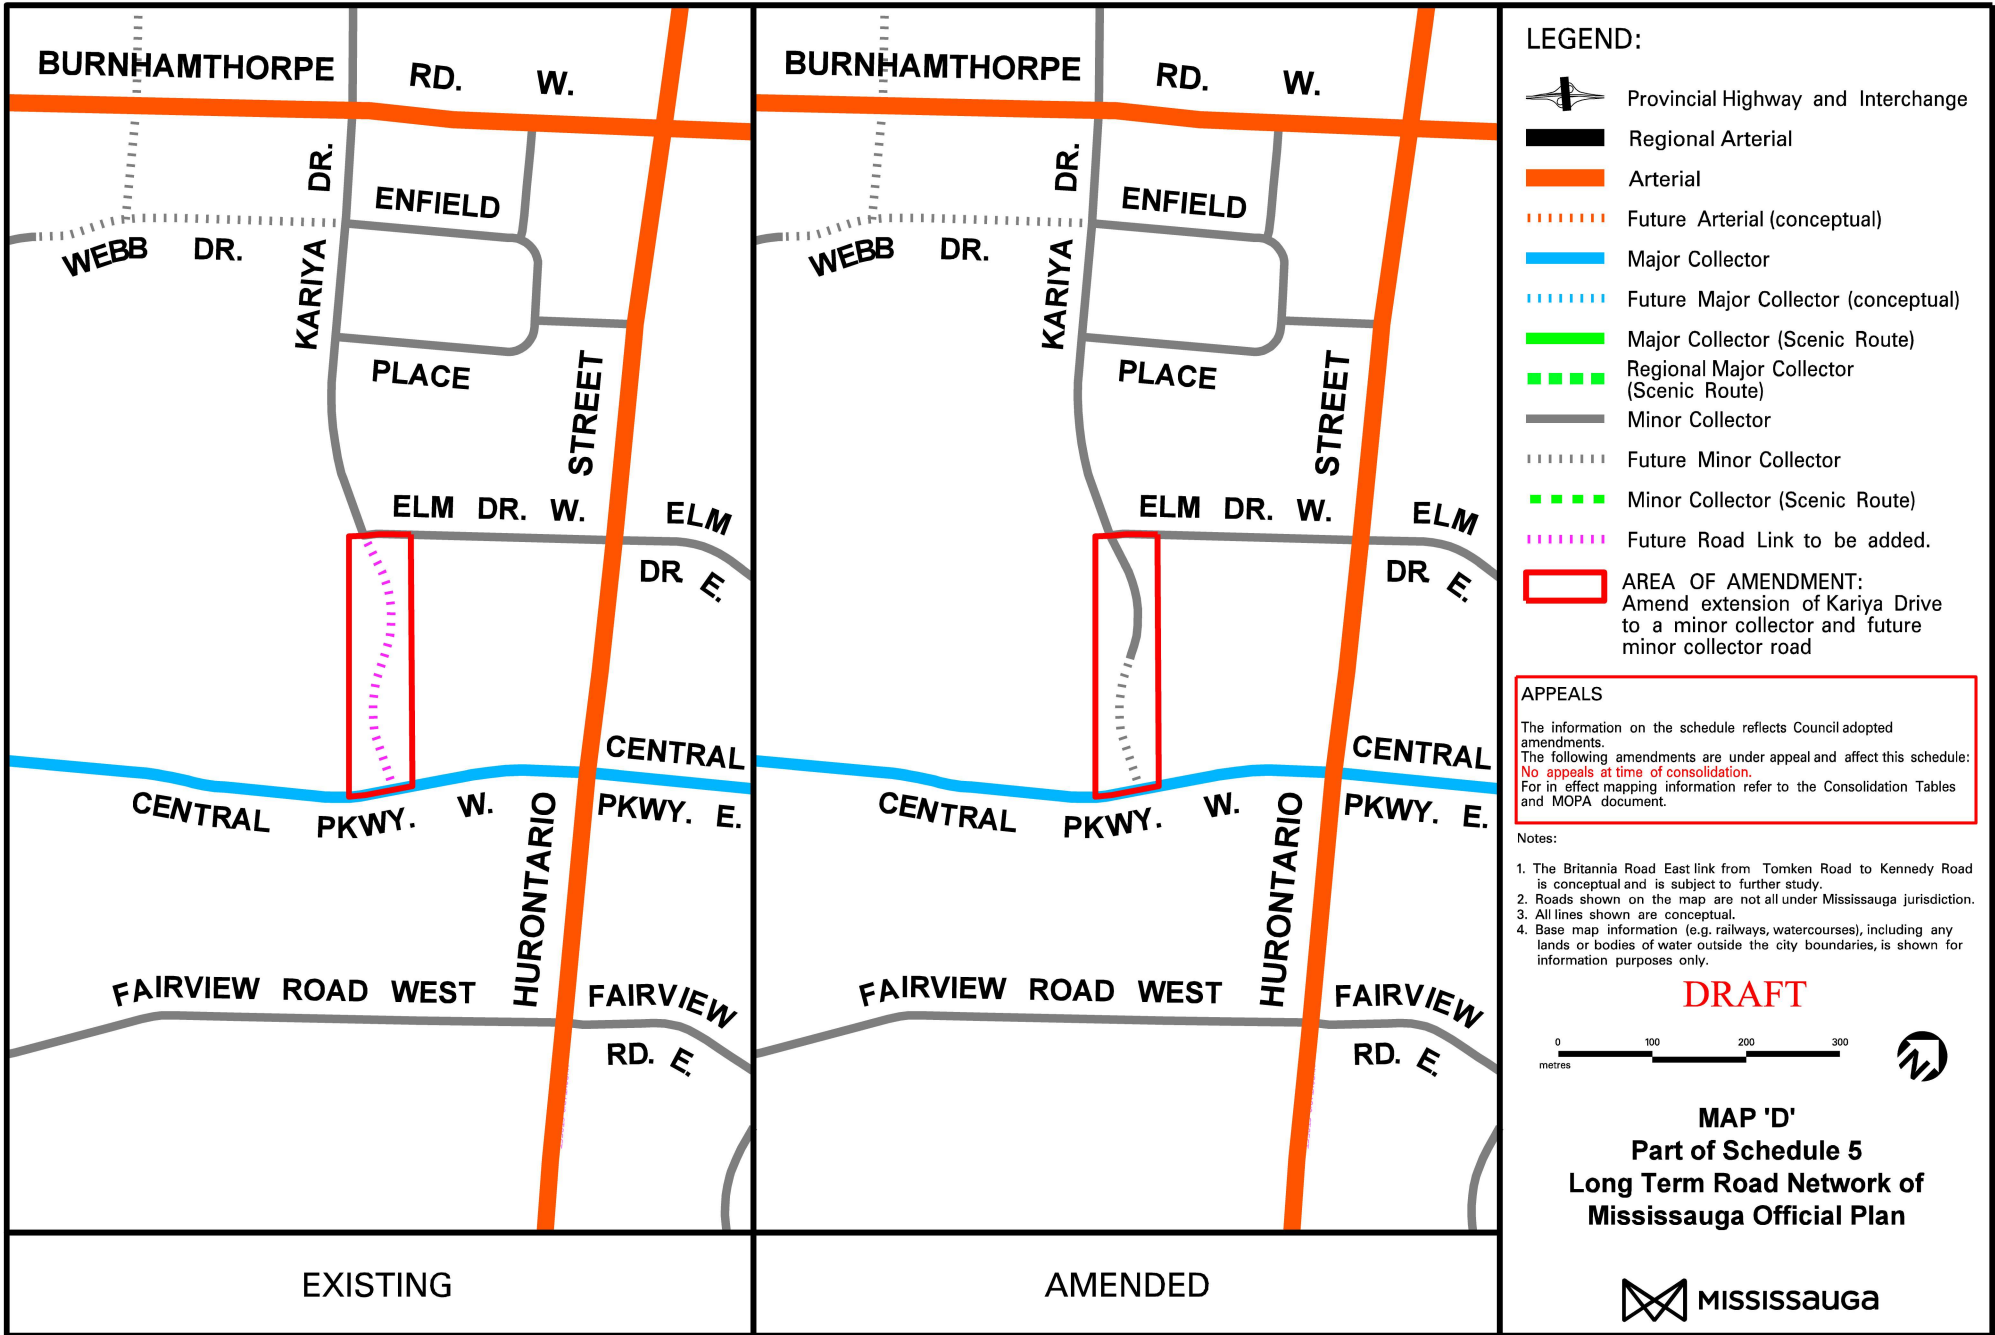 BURNHAMTHORPE RD. W.
DR.
ENFIELD
WEBB DR.
KARIYA
PLACE
STREET
ELM DR. W.
ELM
DR. E.
CENTRAL
CENTRAL PKWY. W.
PKWY. E.
HURONTARIO
FAIRVIEW ROAD WEST
FAIRVIEW
RD. E.
EXISTING
BURNHAMTHORPE RD. W.
DR.
ENFIELD
WEBB DR.
KARIYA
PLACE
STREET
ELM DR. W.
ELM
DR. E.
CENTRAL
CENTRAL PKWY. W.
PKWY. E.
HURONTARIO
FAIRVIEW ROAD WEST
FAIRVIEW
RD. E.
AMENDED
LEGEND:
Provincial Highway and Interchange
Regional Arterial
Arterial
Future Arterial (conceptual)
Major Collector
Future Major Collector (conceptual)
Major Collector (Scenic Route)
Regional Major Collector
(Scenic Route)
Minor Collector
Future Minor Collector
Minor Collector (Scenic Route)
Future Road Link to be added.
AREA OF AMENDMENT:
Amend extension of Kariya Drive
to a minor collector and future
minor collector road
APPEALS
The information on the schedule reflects Council adopted
amendments.
The following amendments are under appeal and affect this schedule:
No appeals at time of consolidation.
For in effect mapping information refer to the Consolidation Tables
and MOPA document.
Notes:
1. The Britannia Road East link from Tomken Road to Kennedy Road
is conceptual and is subject to further study.
2. Roads shown on the map are not all under Mississauga jurisdiction.
3. All lines shown are conceptual.
4. Base map information (e.g. railways, watercourses), including any
lands or bodies of water outside the city boundaries, is shown for
information purposes only.
DRAFT
0 100 200 300
metres
N
MAP 'D'
Part of Schedule 5
Long Term Road Network of
Mississauga Official Plan
MISSISSAUGA